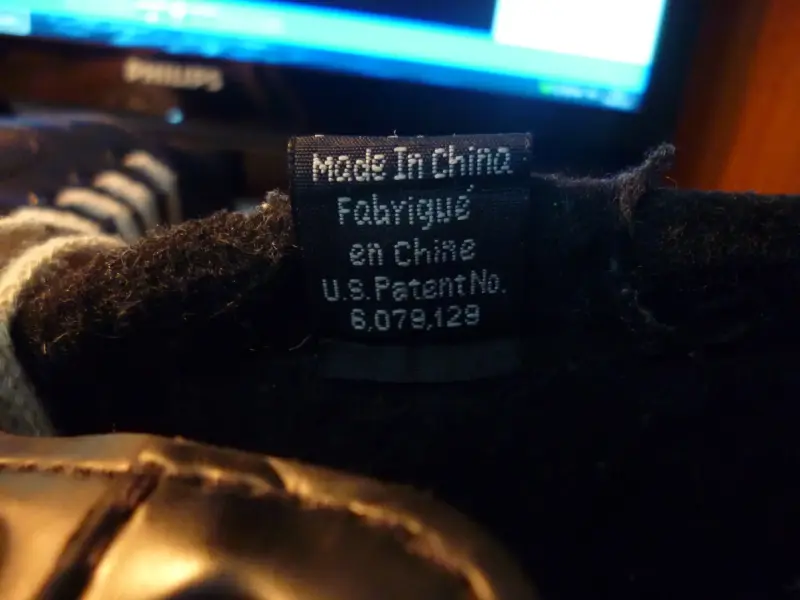 PHILIPS
Made In China
Fabriqué
en Chine
U.S. Patent No.
6,079,129